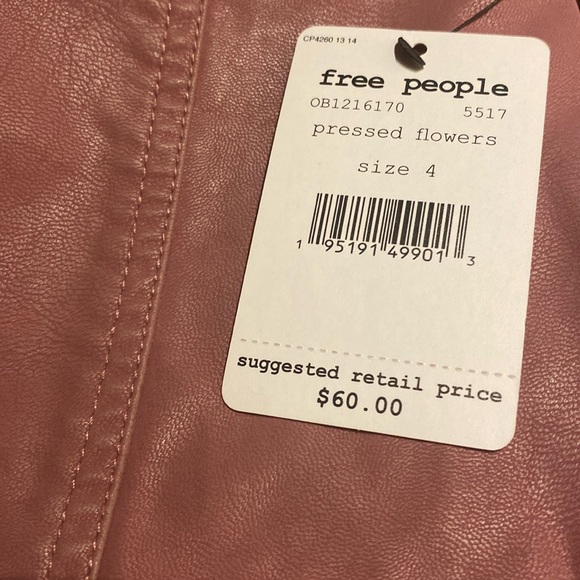 CP4260 13 14
free people
OB1216170 5517
pressed flowers
size 4
1 95191 49901 3
suggested retail price
$60.00